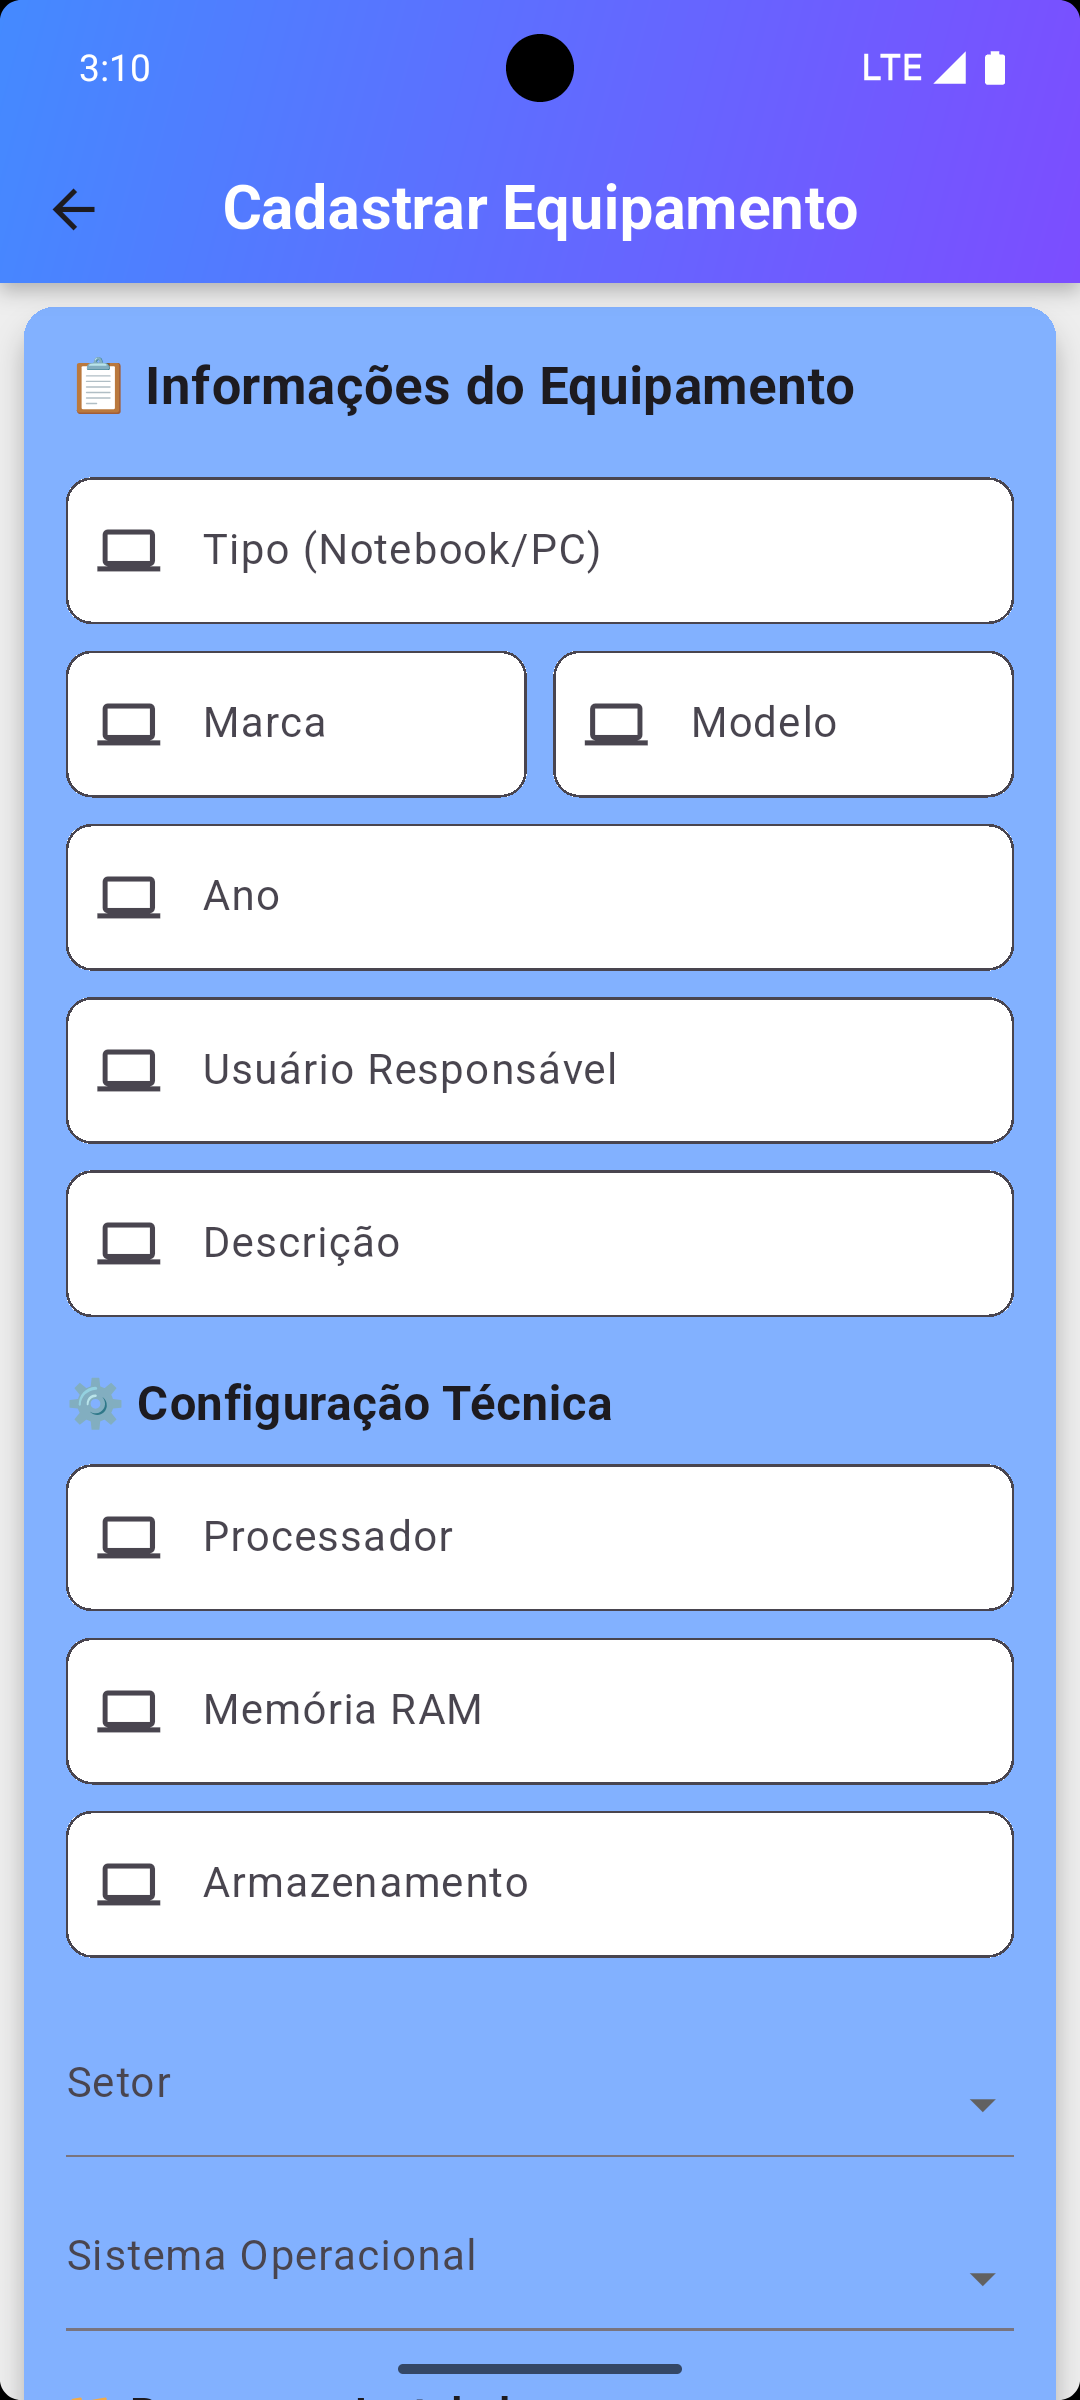 3:10
LTE
Cadastrar Equipamento
Informações do Equipamento
Tipo (Notebook/PC)
Marca
Modelo
Ano
Usuário Responsável
Descrição
Configuração Técnica
Processador
Memória RAM
Armazenamento
Setor
Sistema Operacional